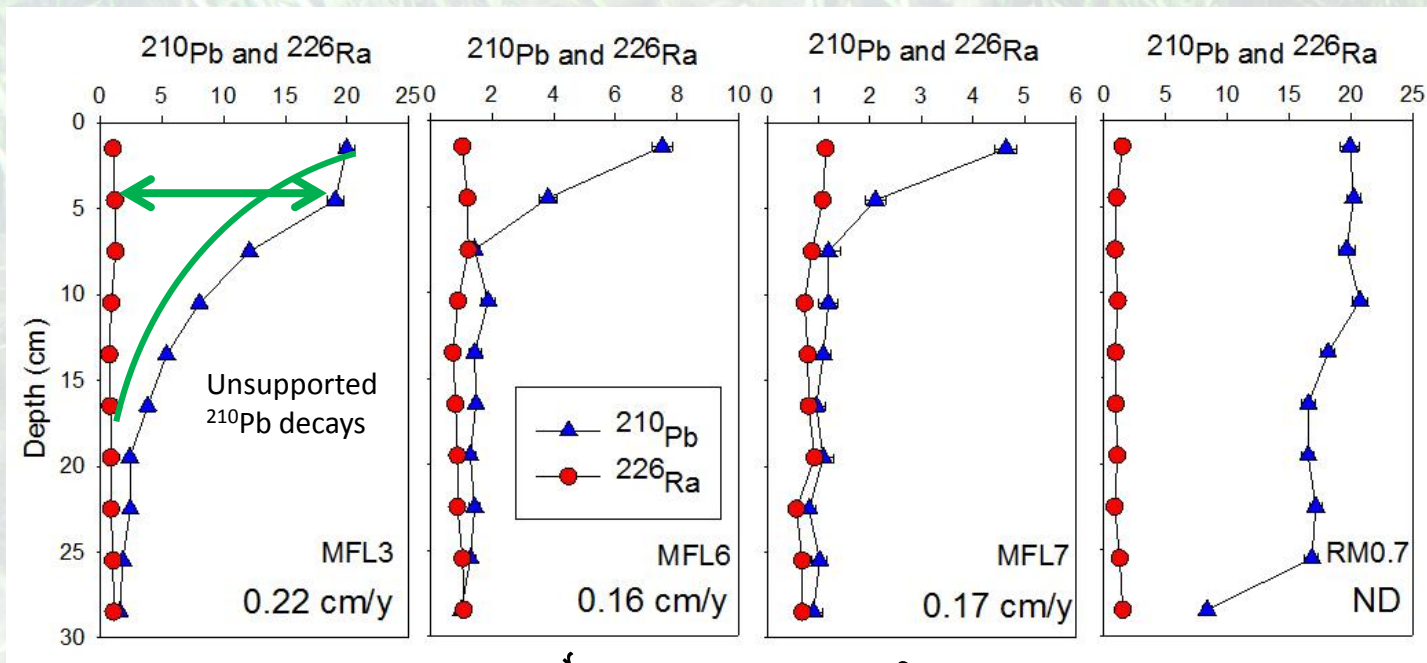 ²¹⁰Pb and ²²⁶Ra
0 5 10 15 20 25
²¹⁰Pb and ²²⁶Ra
0 2 4 6 8 10
²¹⁰Pb and ²²⁶Ra
0 1 2 3 4 5 6
²¹⁰Pb and ²²⁶Ra
0 5 10 15 20 25
Depth (cm)
0
5
10
15
20
25
30
Unsupported
²¹⁰Pb decays
MFL3
0.22 cm/y
²¹⁰Pb
²²⁶Ra
MFL6
0.16 cm/y
MFL7
0.17 cm/y
RM0.7
ND